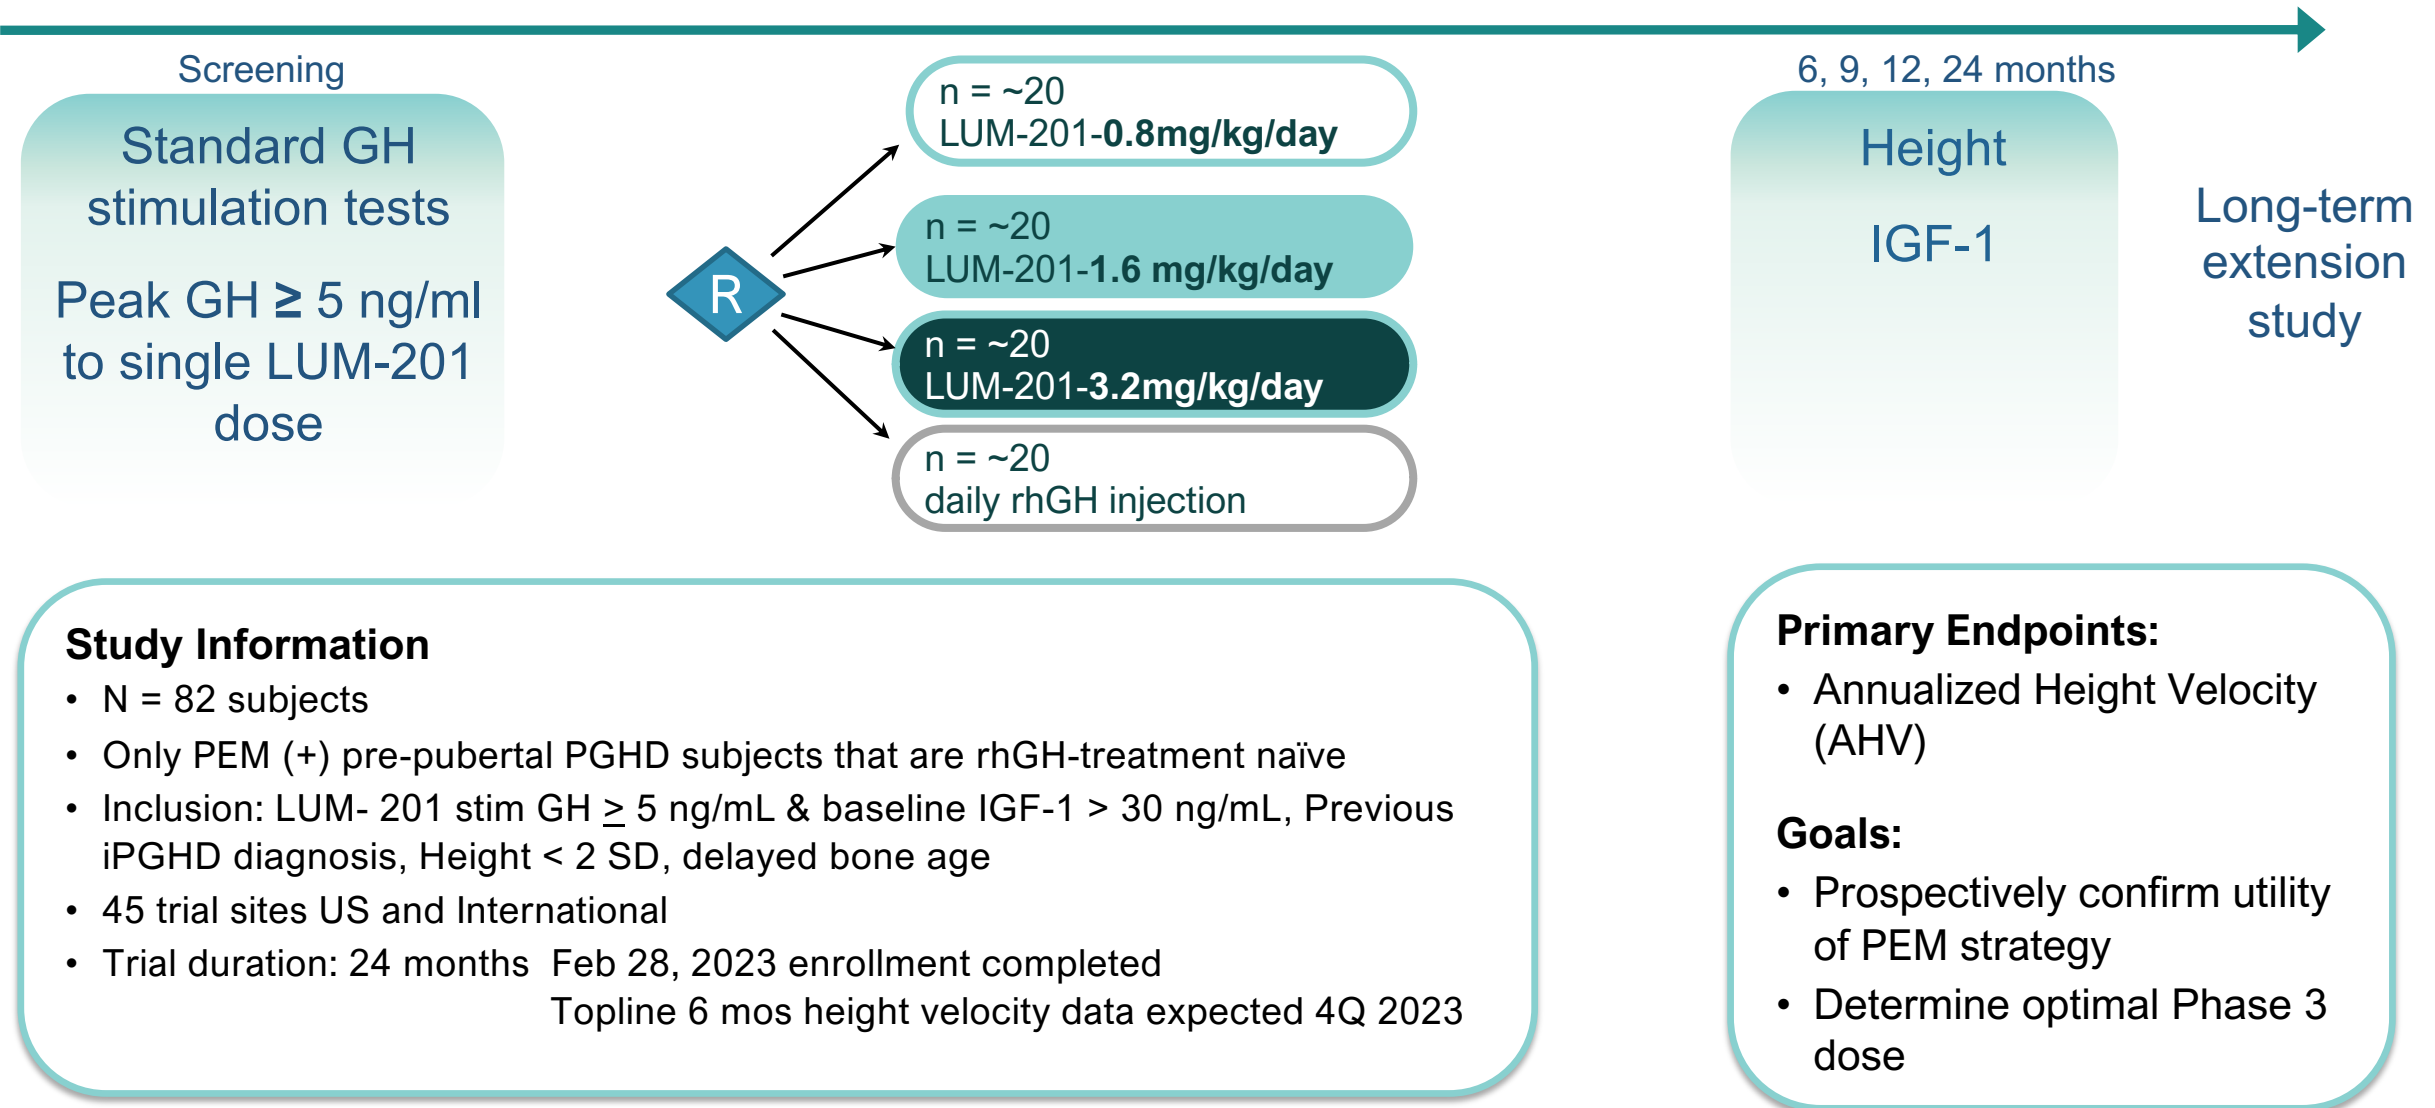 Screening
Standard GH
stimulation tests
Peak GH ≥ 5 ng/ml
to single LUM-201
dose
R
n = ~20
LUM-201-0.8mg/kg/day
n = ~20
LUM-201-1.6 mg/kg/day
n = ~20
LUM-201-3.2mg/kg/day
n = ~20
daily rhGH injection
6, 9, 12, 24 months
Height
IGF-1
Long-term
extension
study
Study Information
• N = 82 subjects
• Only PEM (+) pre-pubertal PGHD subjects that are rhGH-treatment naïve
• Inclusion: LUM- 201 stim GH ≥ 5 ng/mL & baseline IGF-1 > 30 ng/mL, Previous
iPGHD diagnosis, Height < 2 SD, delayed bone age
• 45 trial sites US and International
• Trial duration: 24 months Feb 28, 2023 enrollment completed
Topline 6 mos height velocity data expected 4Q 2023
Primary Endpoints:
• Annualized Height Velocity
(AHV)
Goals:
• Prospectively confirm utility
of PEM strategy
• Determine optimal Phase 3
dose